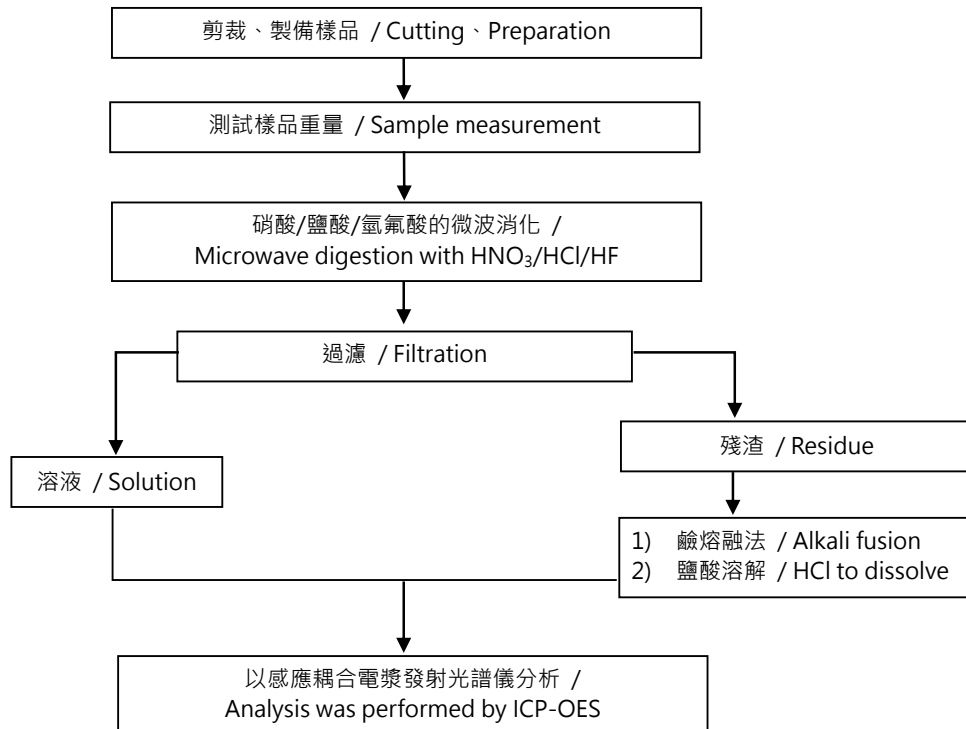 剪裁、製備樣品 / Cutting、Preparation
測試樣品重量 / Sample measurement
硝酸/鹽酸/氫氟酸的微波消化 /
Microwave digestion with HNO₃/HCl/HF
過濾 / Filtration
溶液 / Solution
殘渣 / Residue
1) 鹼熔融法 / Alkali fusion
2) 鹽酸溶解 / HCl to dissolve
以感應耦合電漿發射光譜儀分析 /
Analysis was performed by ICP-OES